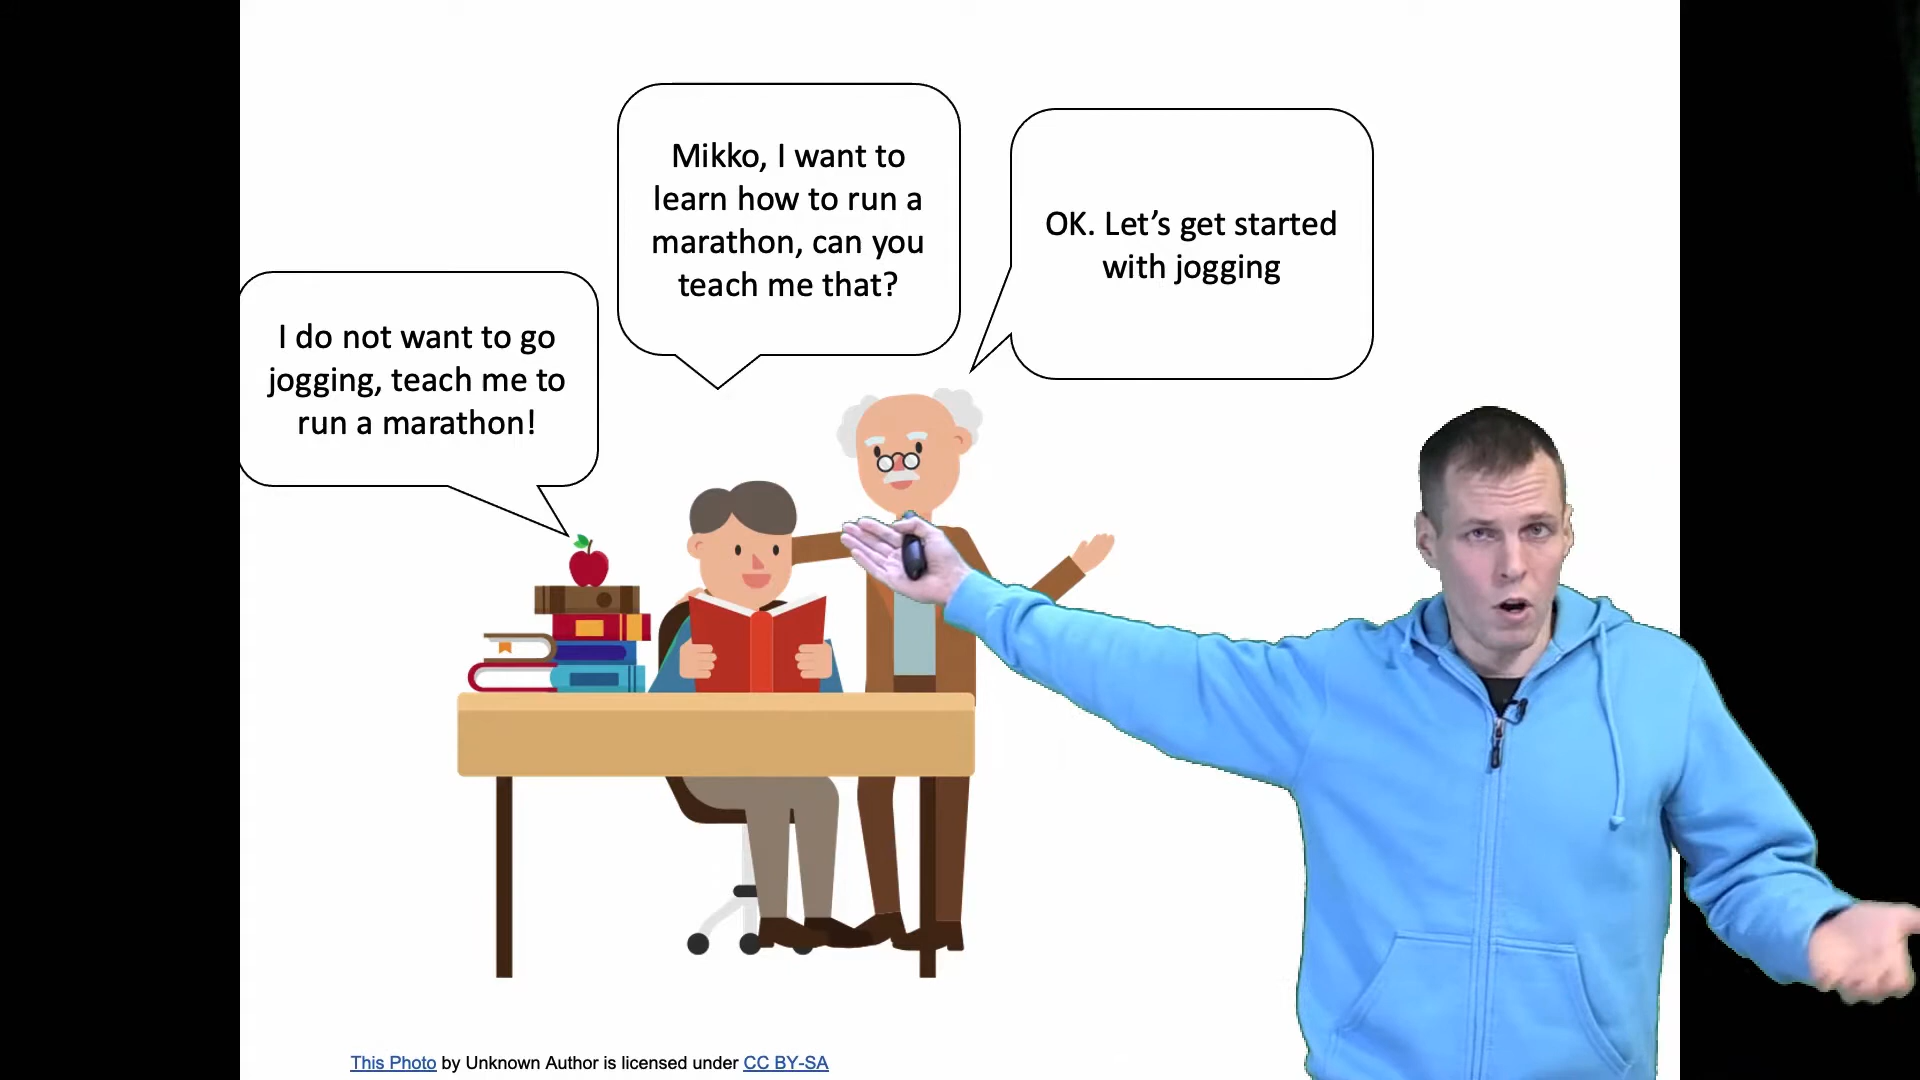 Mikko, I want to
learn how to run a
marathon, can you
teach me that?
OK. Let’s get started
with jogging
I do not want to go
jogging, teach me to
run a marathon!
This Photo by Unknown Author is licensed under CC BY-SA